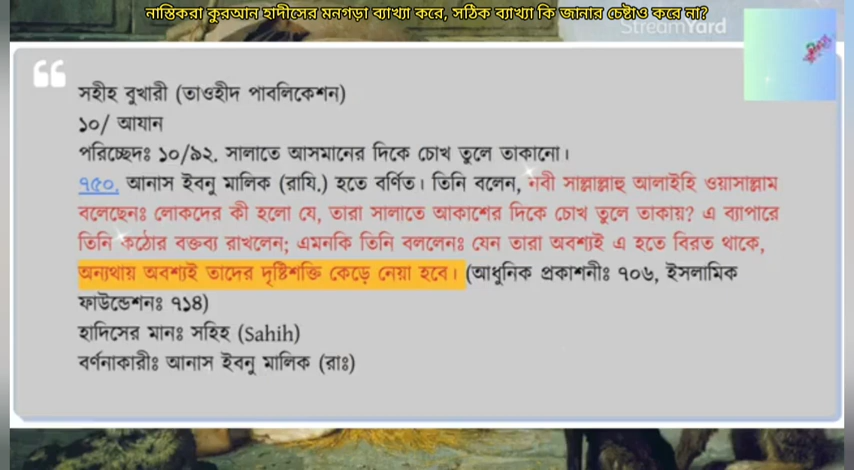 নাস্তিকরা কুরআন হাদীসের মনগড়া ব্যাখ্যা করে, সঠিক ব্যাখ্যা কি জানার চেষ্টাও করে না?
StreamYard
সহীহ বুখারী (তাওহীদ পাবলিকেশন)
১০/ আযান
পরিচ্ছেদঃ ১০/৯২. সালাতে আসমানের দিকে চোখ তুলে তাকানো।
৭৫০. আনাস ইবনু মালিক (রাযি.) হতে বর্ণিত। তিনি বলেন, নবী সাল্লাল্লাহু আলাইহি ওয়াসাল্লাম
বলেছেনঃ লোকদের কী হলো যে, তারা সালাতে আকাশের দিকে চোখ তুলে তাকায়? এ ব্যাপারে
তিনি কঠোর বক্তব্য রাখলেন; এমনকি তিনি বললেনঃ যেন তারা অবশ্যই এ হতে বিরত থাকে,
অন্যথায় অবশ্যই তাদের দৃষ্টিশক্তি কেড়ে নেয়া হবে। (আধুনিক প্রকাশনীঃ ৭০৬, ইসলামিক
ফাউন্ডেশনঃ ৭১৪)
হাদিসের মানঃ সহিহ (Sahih)
বর্ণনাকারীঃ আনাস ইবনু মালিক (রাঃ)